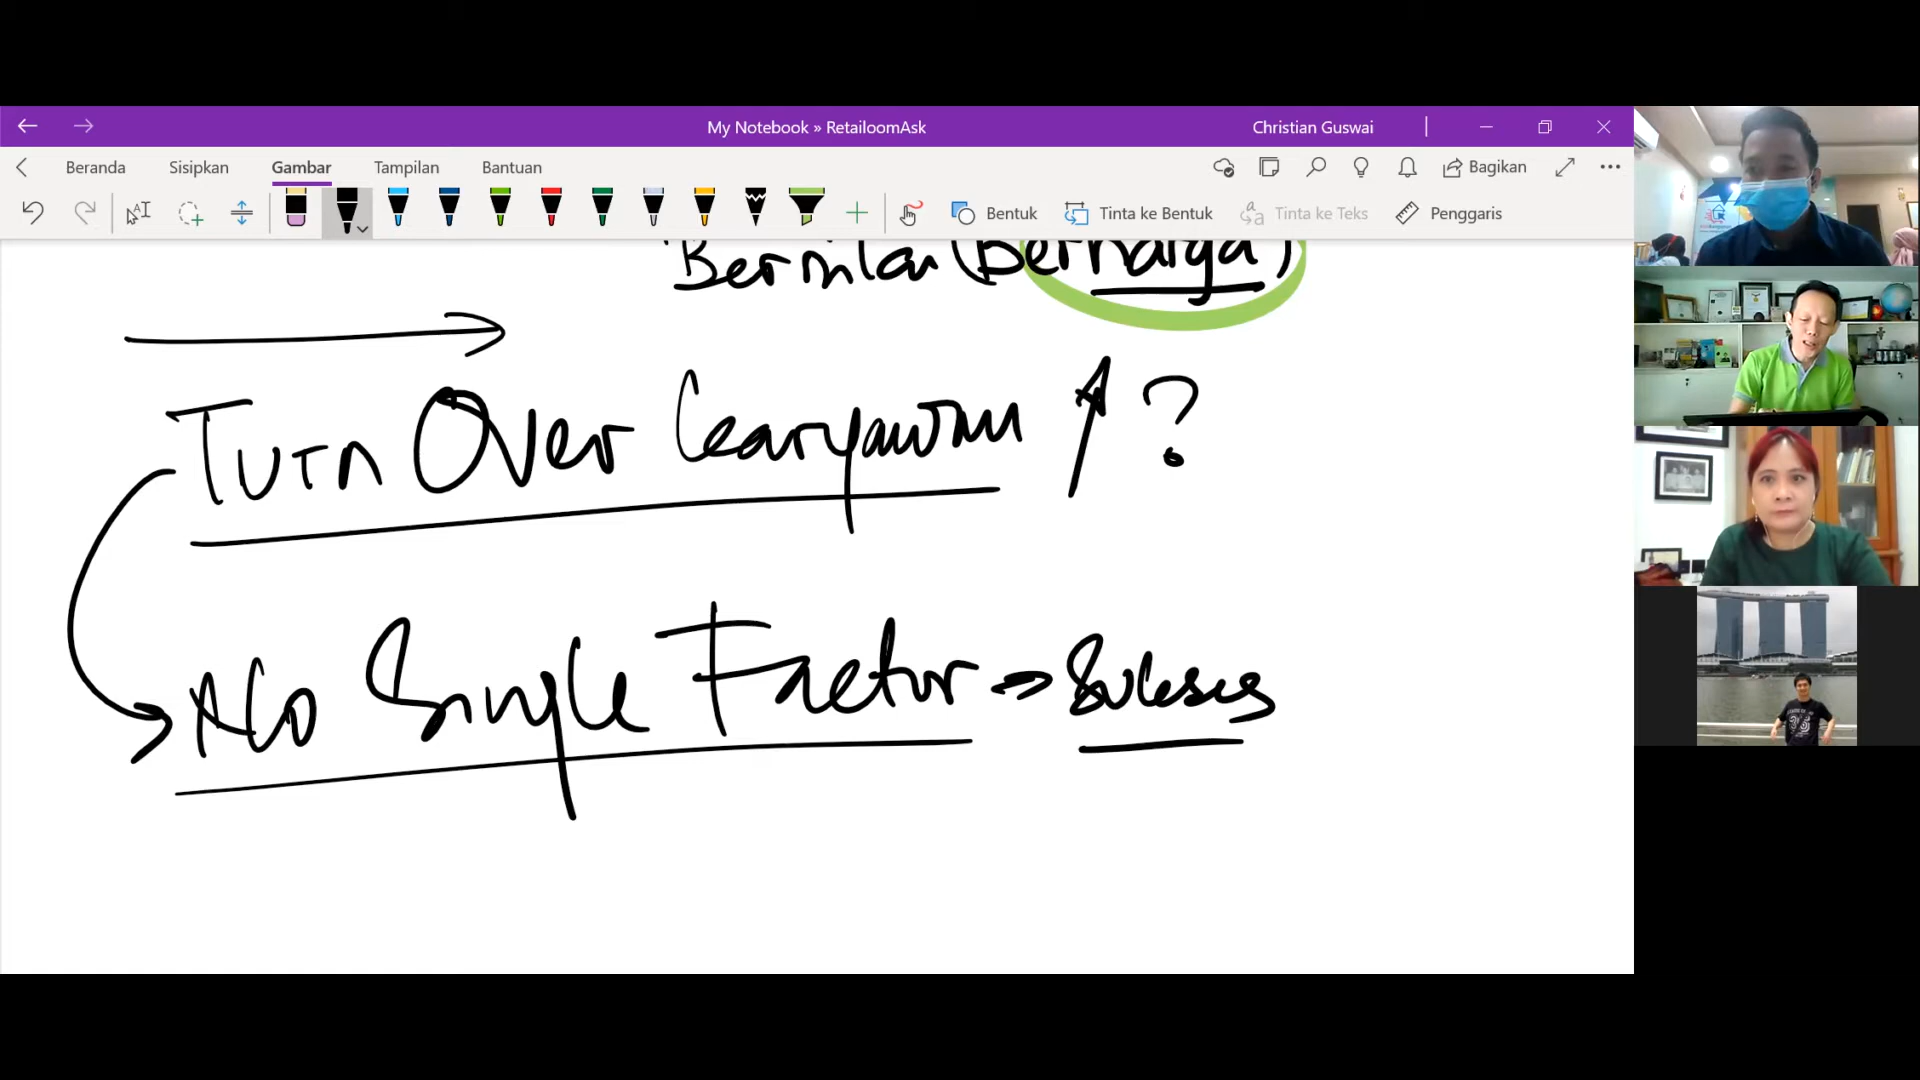 My Notebook » RetailoomAsk
Christian Guswai
Beranda Sisipkan Gambar Tampilan Bantuan
Bagikan
Bentuk Tinta ke Bentuk Tinta ke Teks Penggaris
Bernilai (Berharga)
Turn Over Karyawan ?
No Single Factor → Sukses